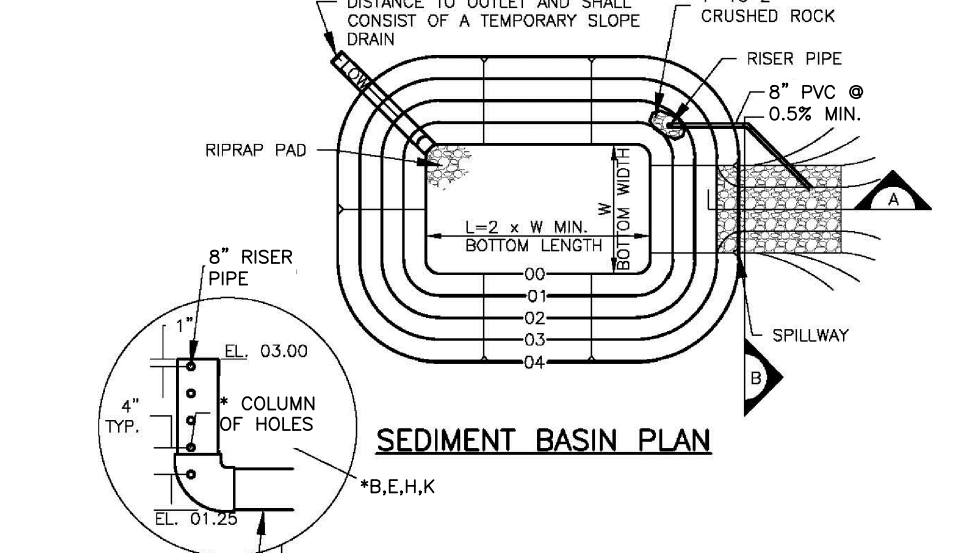 DISTANCE TO OUTLET AND SHALL
CONSIST OF A TEMPORARY SLOPE
DRAIN
CRUSHED ROCK
RISER PIPE
8" PVC @
0.5% MIN.
FLOW
RIPRAP PAD
L=2 x W MIN.
BOTTOM LENGTH
W
BOTTOM WIDTH
A
00
01
02
03
04
SPILLWAY
B
8" RISER
PIPE
1"
EL. 03.00
4"
TYP.
* COLUMN
OF HOLES
EL. 01.25
*B,E,H,K
SEDIMENT BASIN PLAN